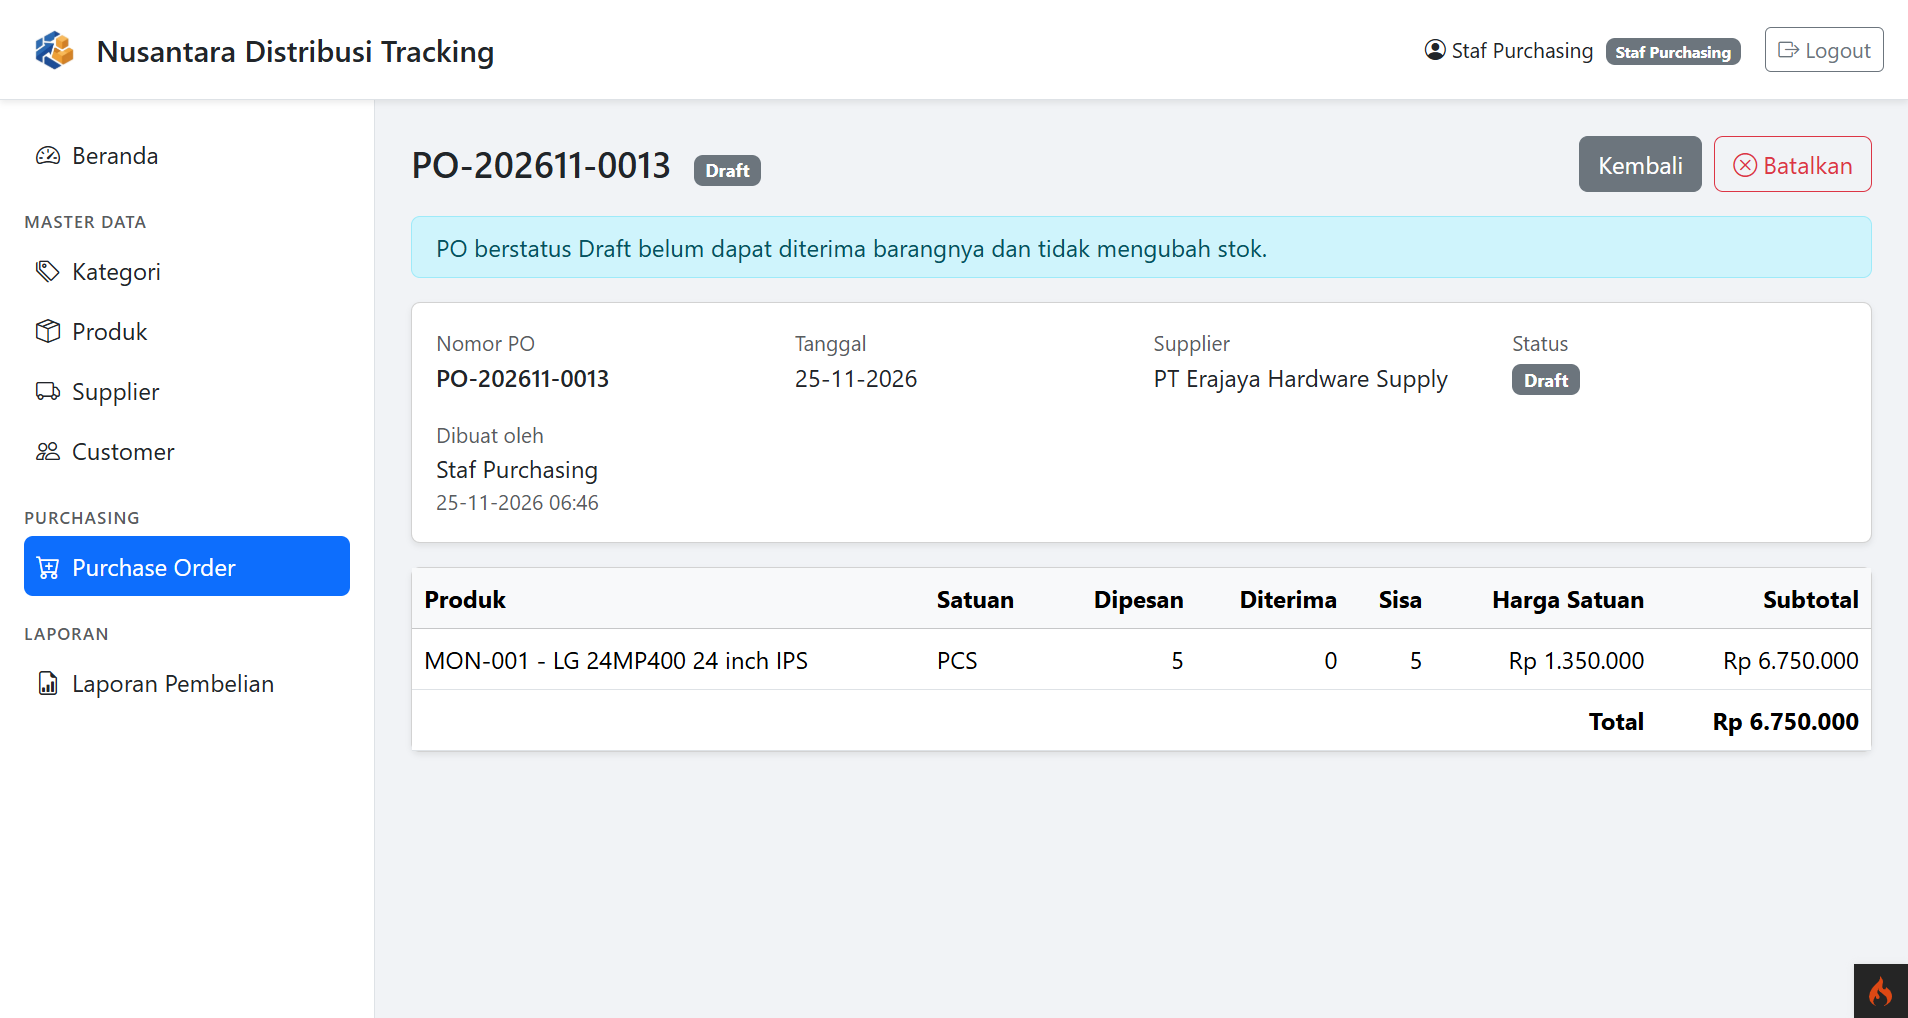 Nusantara Distribusi Tracking
Staf Purchasing Staf Purchasing Logout
Beranda
MASTER DATA
Kategori
Produk
Supplier
Customer
PURCHASING
Purchase Order
LAPORAN
Laporan Pembelian
PO-202611-0013 Draft
Kembali Batalkan
PO berstatus Draft belum dapat diterima barangnya dan tidak mengubah stok.
Nomor PO Tanggal Supplier Status
PO-202611-0013 25-11-2026 PT Erajaya Hardware Supply Draft
Dibuat oleh
Staf Purchasing
25-11-2026 06:46
Produk Satuan Dipesan Diterima Sisa Harga Satuan Subtotal
MON-001 - LG 24MP400 24 inch IPS PCS 5 0 5 Rp 1.350.000 Rp 6.750.000
Total Rp 6.750.000